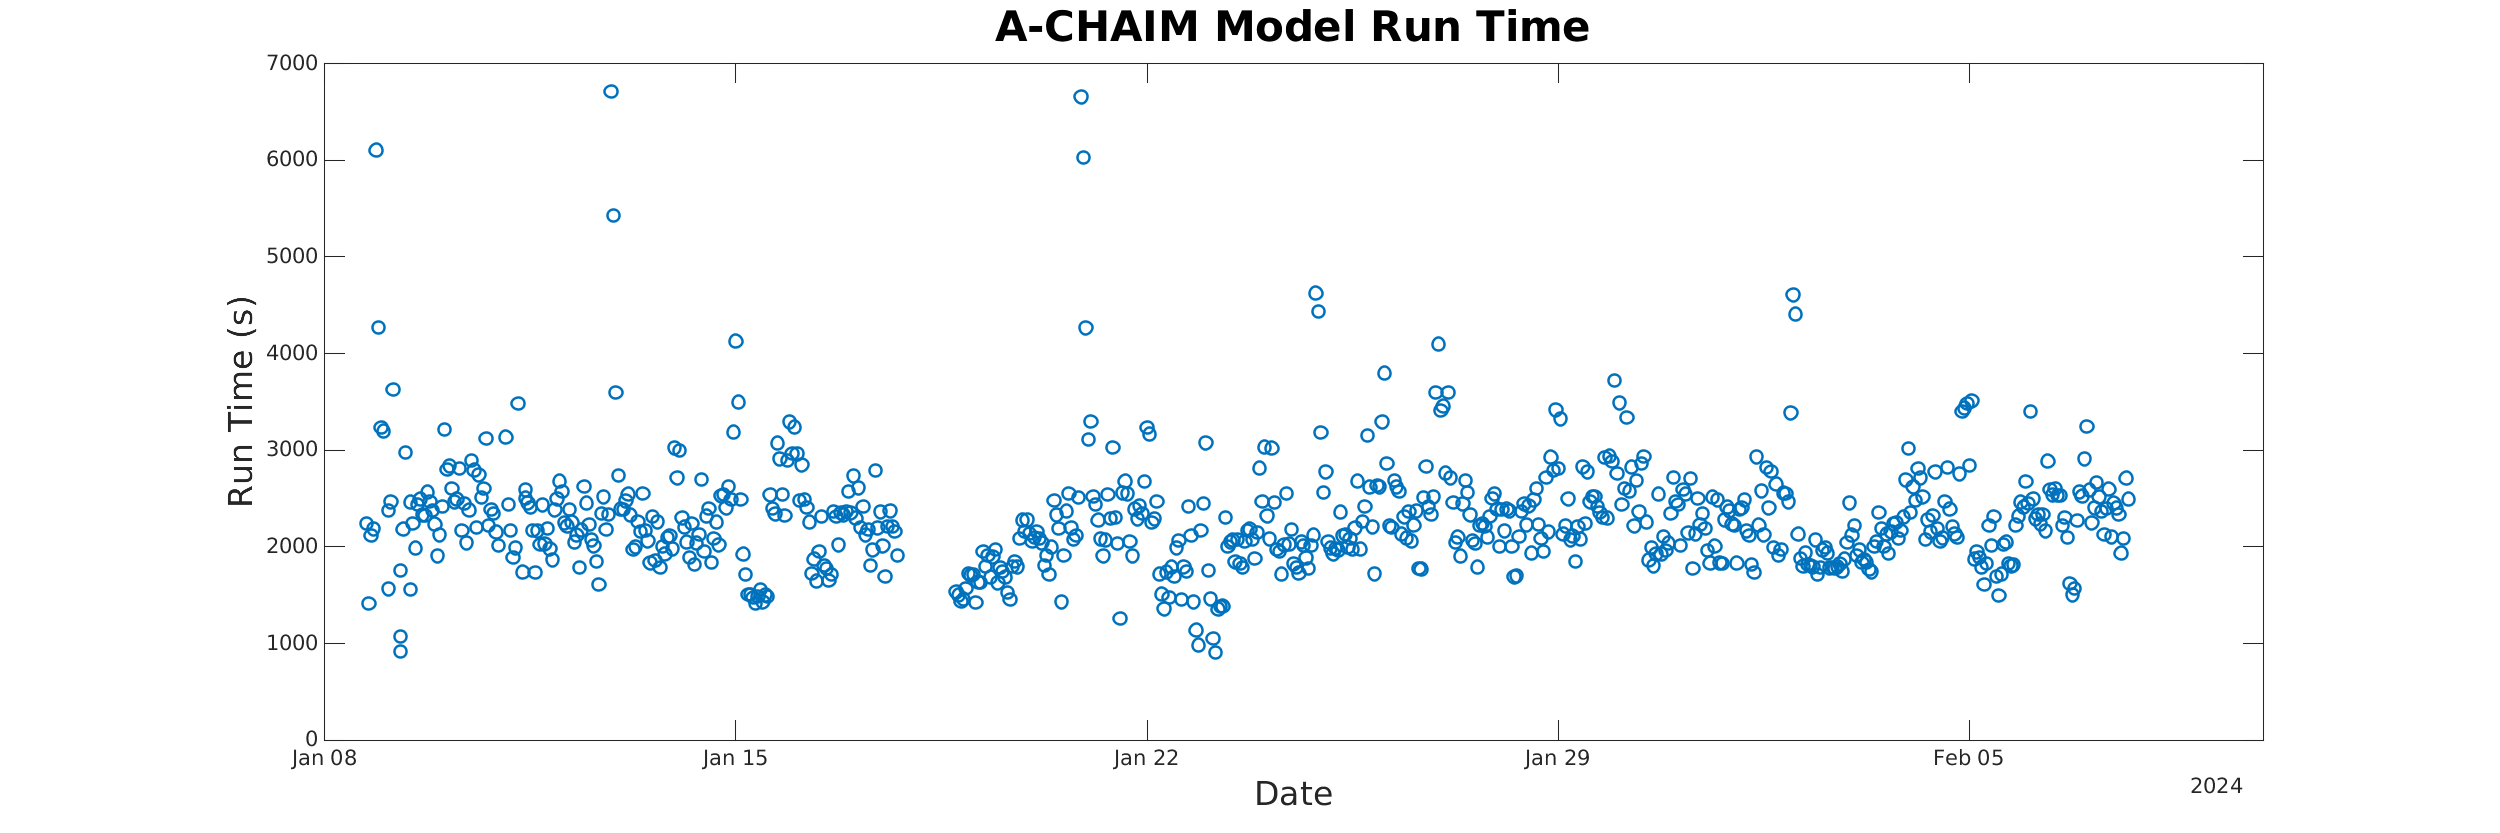 A-CHAIM Model Run Time
7000
6000
5000
4000
3000
2000
1000
0
Run Time (s)
Jan 08
Jan 15
Jan 22
Jan 29
Feb 05
2024
Date